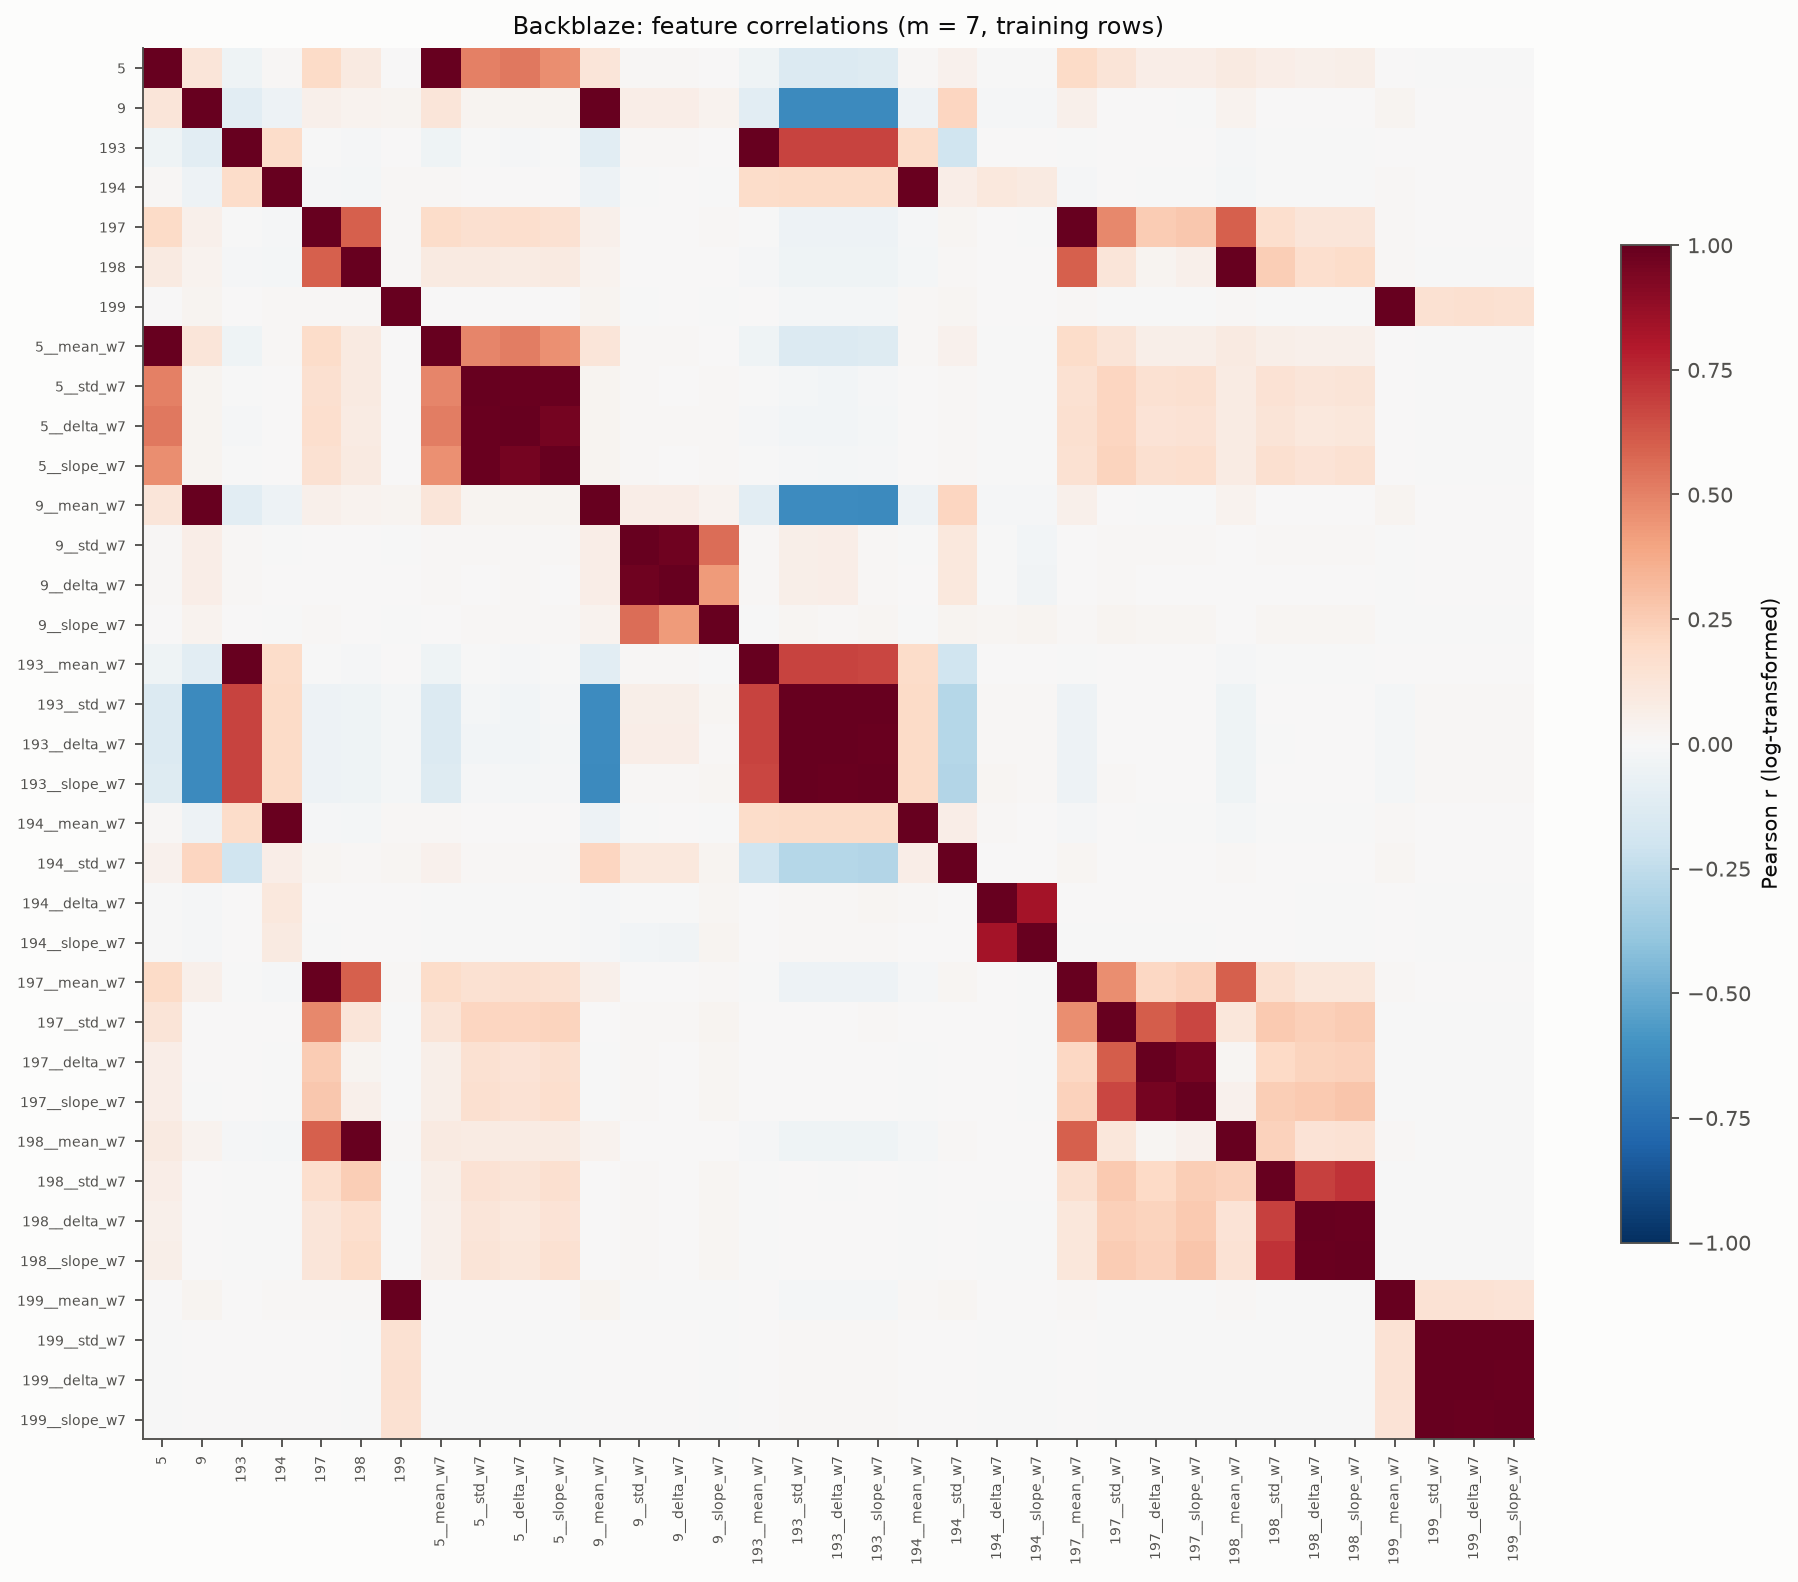 Backblaze: feature correlations (m = 7, training rows)
5
9
193
194
197
198
199
5__mean_w7
5__std_w7
5__delta_w7
5__slope_w7
9__mean_w7
9__std_w7
9__delta_w7
9__slope_w7
193__mean_w7
193__std_w7
193__delta_w7
193__slope_w7
194__mean_w7
194__std_w7
194__delta_w7
194__slope_w7
197__mean_w7
197__std_w7
197__delta_w7
197__slope_w7
198__mean_w7
198__std_w7
198__delta_w7
198__slope_w7
199__mean_w7
199__std_w7
199__delta_w7
199__slope_w7
5
9
193
194
197
198
199
5__mean_w7
5__std_w7
5__delta_w7
5__slope_w7
9__mean_w7
9__std_w7
9__delta_w7
9__slope_w7
193__mean_w7
193__std_w7
193__delta_w7
193__slope_w7
194__mean_w7
194__std_w7
194__delta_w7
194__slope_w7
197__mean_w7
197__std_w7
197__delta_w7
197__slope_w7
198__mean_w7
198__std_w7
198__delta_w7
198__slope_w7
199__mean_w7
199__std_w7
199__delta_w7
199__slope_w7
1.00
0.75
0.50
0.25
0.00
−0.25
−0.50
−0.75
−1.00
Pearson r (log-transformed)